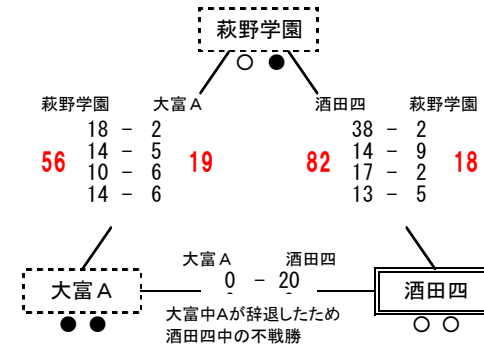 萩野学園
○ ●
萩野学園 大富A
18 - 2
14 - 5
10 - 6
14 - 6
56 19
酒田四 萩野学園
38 - 2
14 - 9
17 - 2
13 - 5
82 18
大富A 酒田四
0 - 20
大富中Aが辞退したため
酒田四中の不戦勝
大富A
● ●
酒田四
○ ○